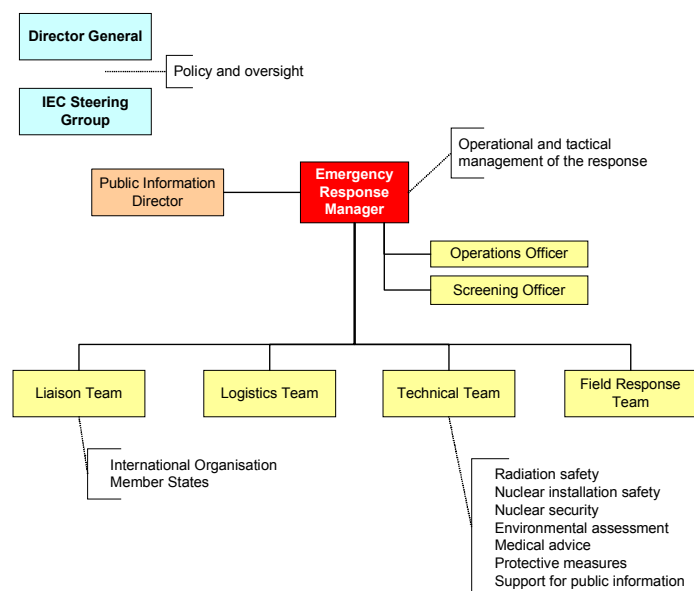 Director General
Policy and oversight
IEC Steering
Grroup
Operational and tactical
management of the response
Public Information
Director
Emergency
Response
Manager
Operations Officer
Screening Officer
Liaison Team
Logistics Team
Technical Team
Field Response
Team
International Organisation
Member States
Radiation safety
Nuclear installation safety
Nuclear security
Environmental assessment
Medical advice
Protective measures
Support for public information